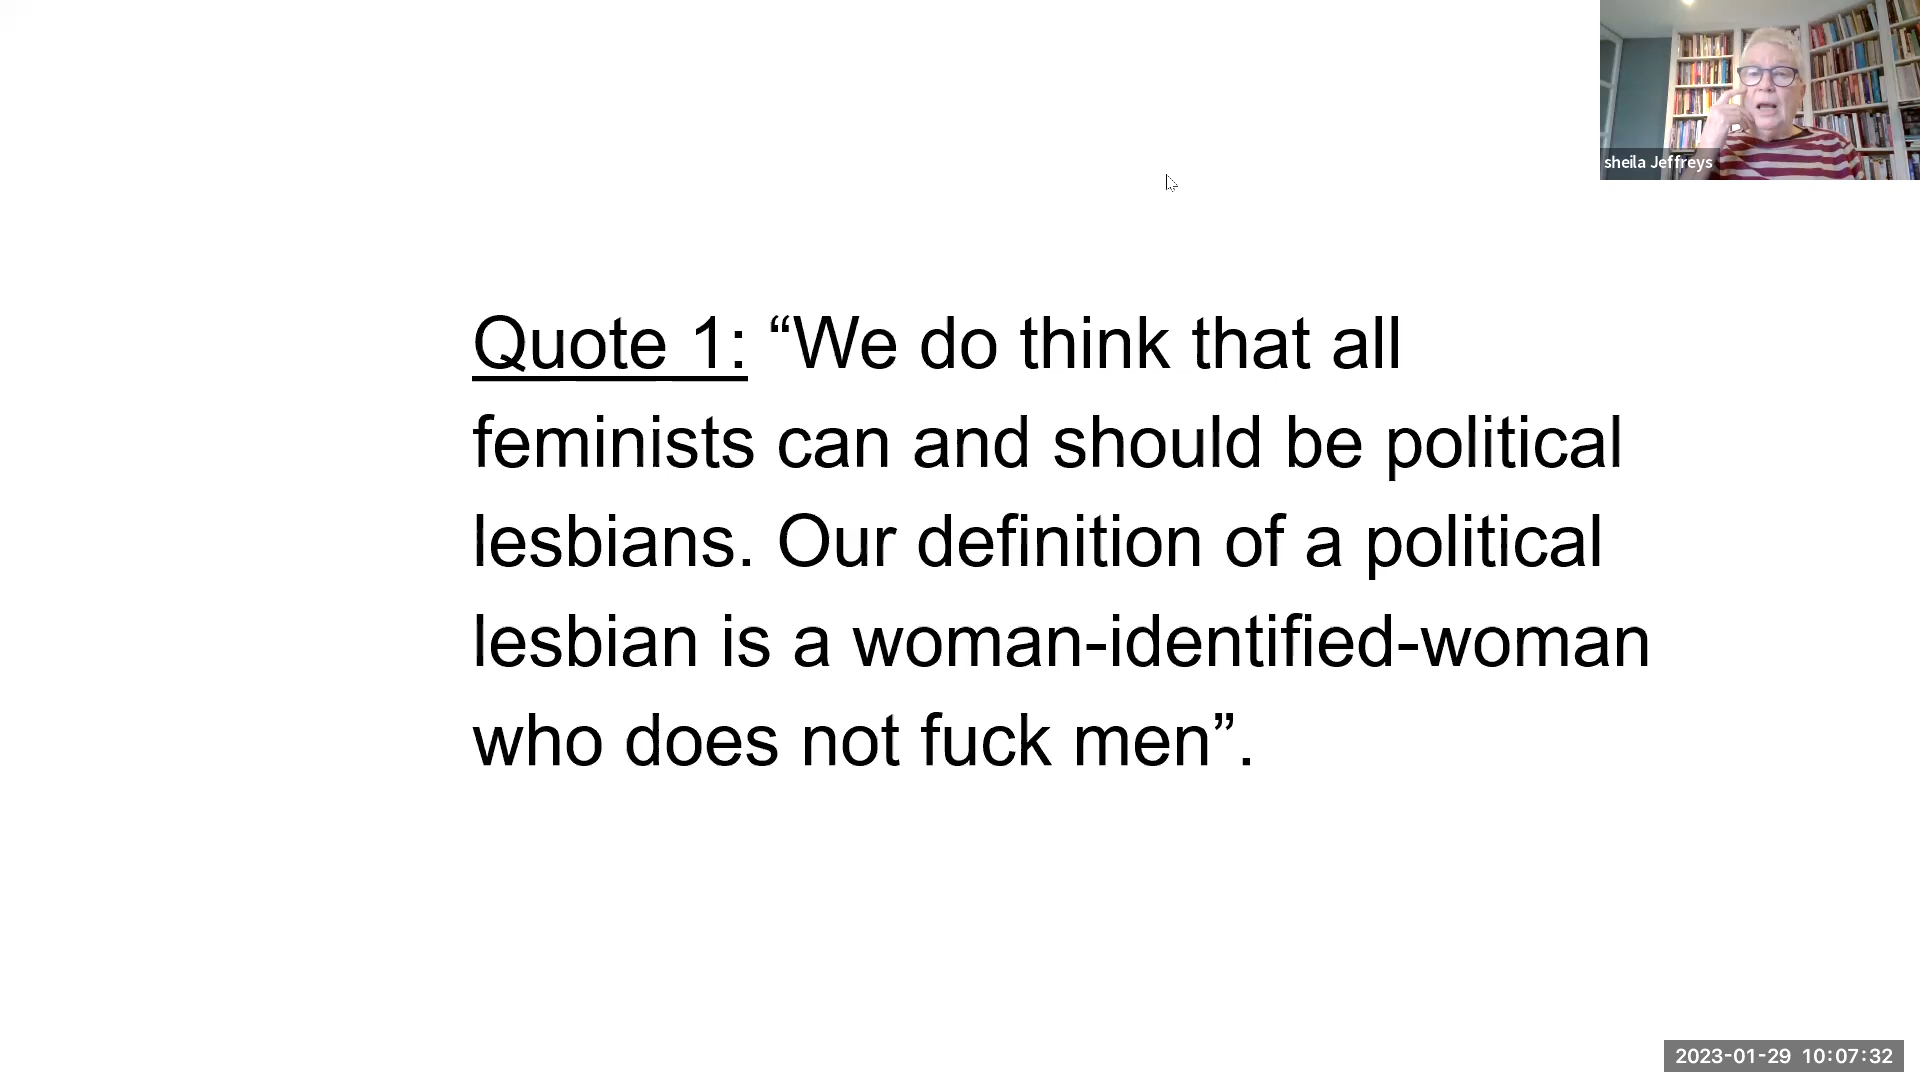 sheila Jeffreys
Quote 1: “We do think that all
feminists can and should be political
lesbians. Our definition of a political
lesbian is a woman-identified-woman
who does not fuck men”.
2023-01-29 10:07:32